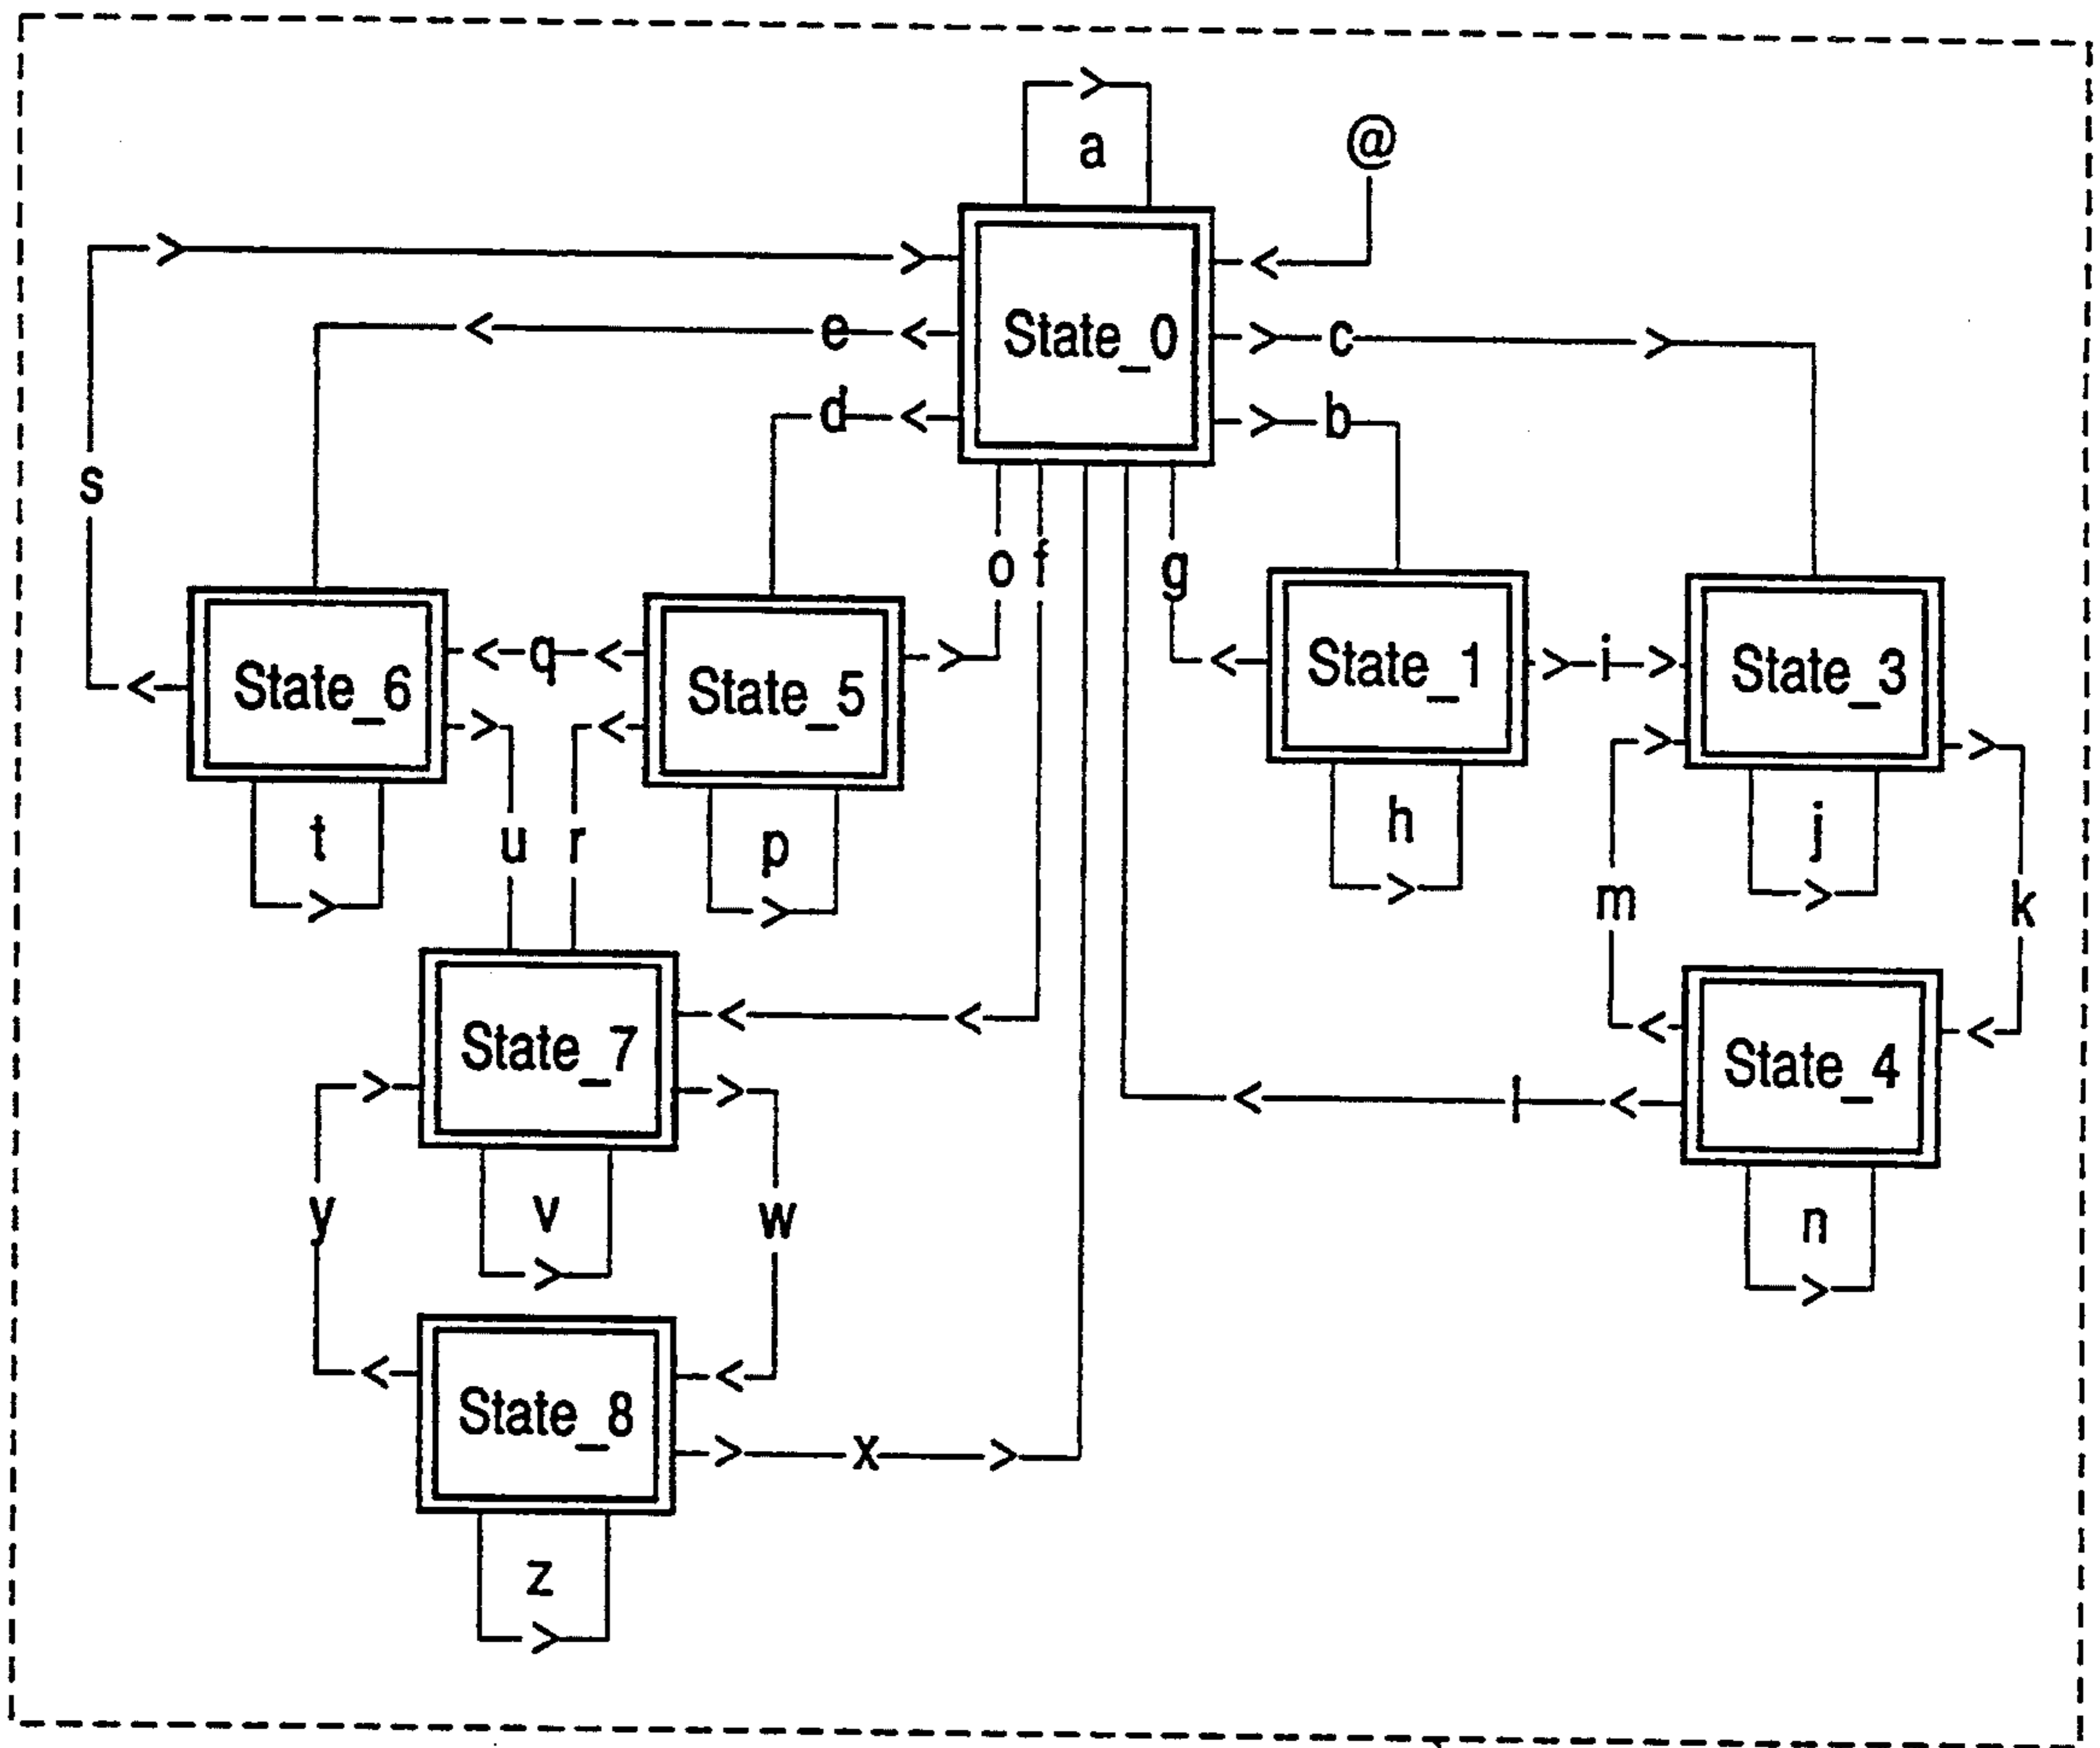 a
@
State_0
e
c
d
b
s
o
f
g
State_6
q
State_5
State_1
i
State_3
t
u
r
p
h
j
m
k
State_7
State_4
l
y
v
w
n
State_8
x
z